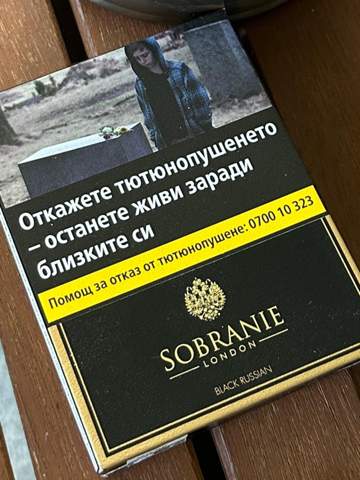 Откажете тютюнопушенето
– останете живи заради
близките си
Помощ за отказ от тютюнопушене: 0700 10 323
SOBRANIE
LONDON
BLACK RUSSIAN